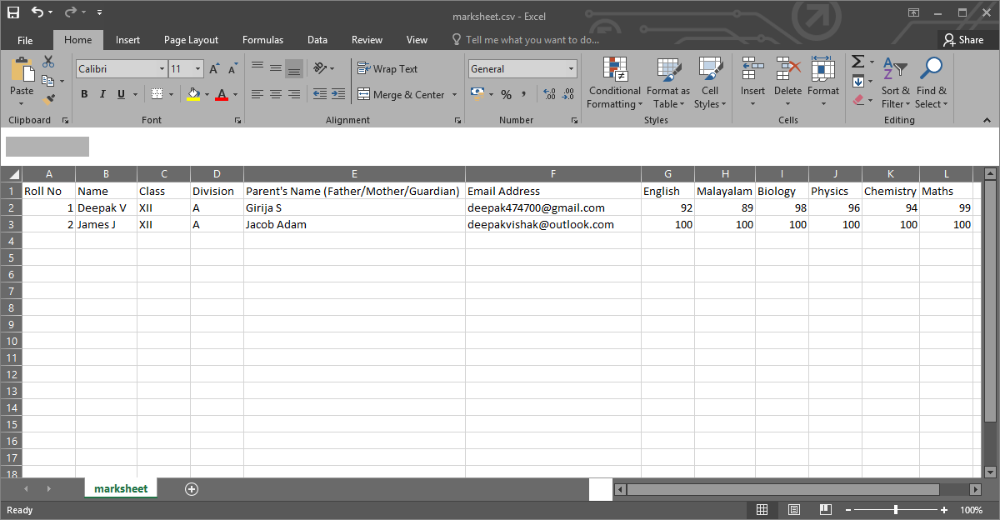 marksheet.csv - Excel
File Home Insert Page Layout Formulas Data Review View Tell me what you want to do... Share
Calibri 11 Wrap Text General
Paste B I U Merge & Center % Conditional Formatting Format as Table Cell Styles Insert Delete Format Sort & Filter Find & Select
Clipboard Font Alignment Number Styles Cells Editing
A B C D E F G H I J K L
1 Roll No Name Class Division Parent's Name (Father/Mother/Guardian) Email Address English Malayalam Biology Physics Chemistry Maths
2 1 Deepak V XII A Girija S deepak474700@gmail.com 92 89 98 96 94 99
3 2 James J XII A Jacob Adam deepakvishak@outlook.com 100 100 100 100 100 100
4
5
6
7
8
9
10
11
12
13
14
15
16
17
18
marksheet
Ready 100%